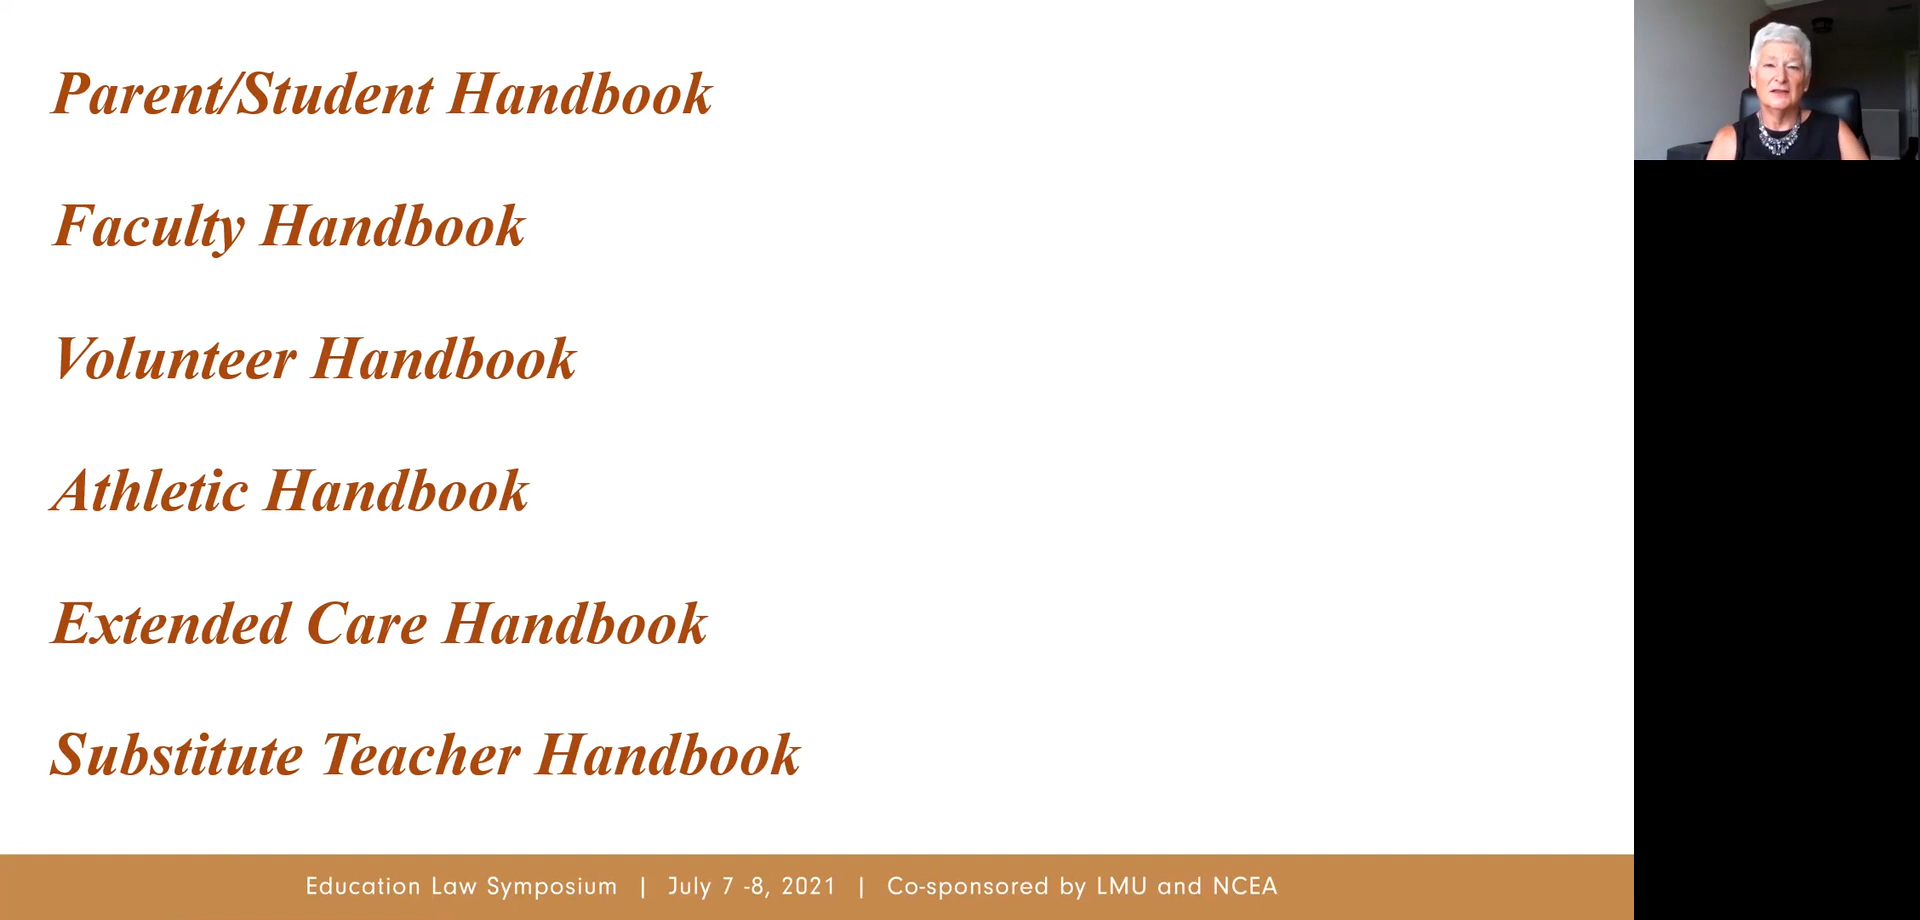 Parent/Student Handbook
Faculty Handbook
Volunteer Handbook
Athletic Handbook
Extended Care Handbook
Substitute Teacher Handbook
Education Law Symposium | July 7 -8, 2021 | Co-sponsored by LMU and NCEA